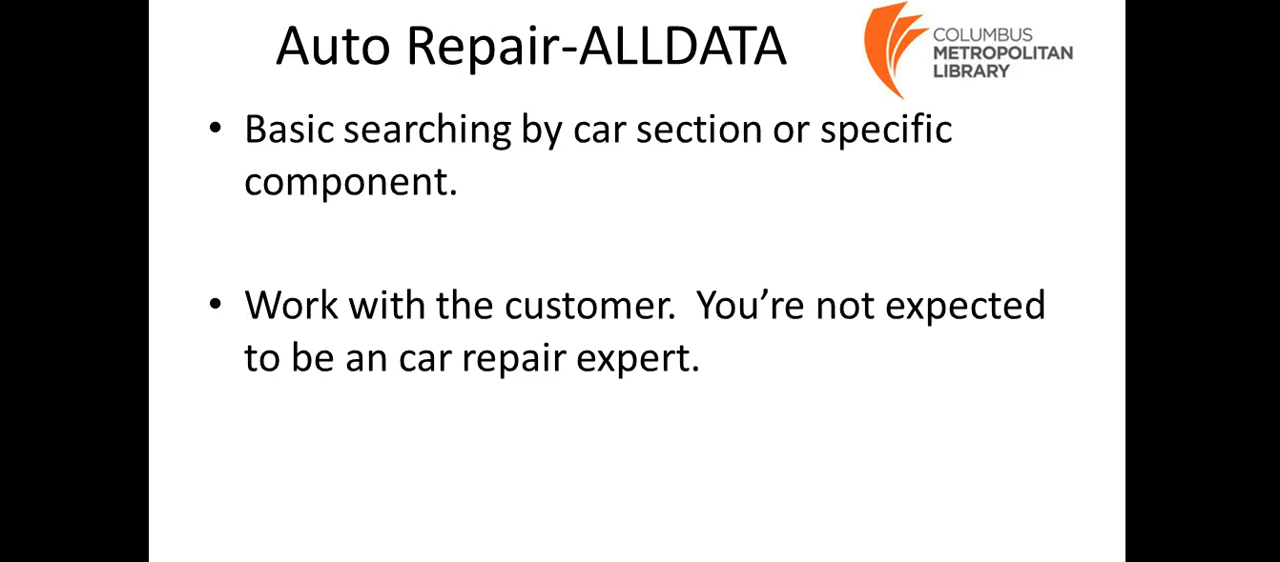 Auto Repair-ALLDATA
COLUMBUS
METROPOLITAN
LIBRARY
• Basic searching by car section or specific
component.
• Work with the customer.  You’re not expected
to be an car repair expert.